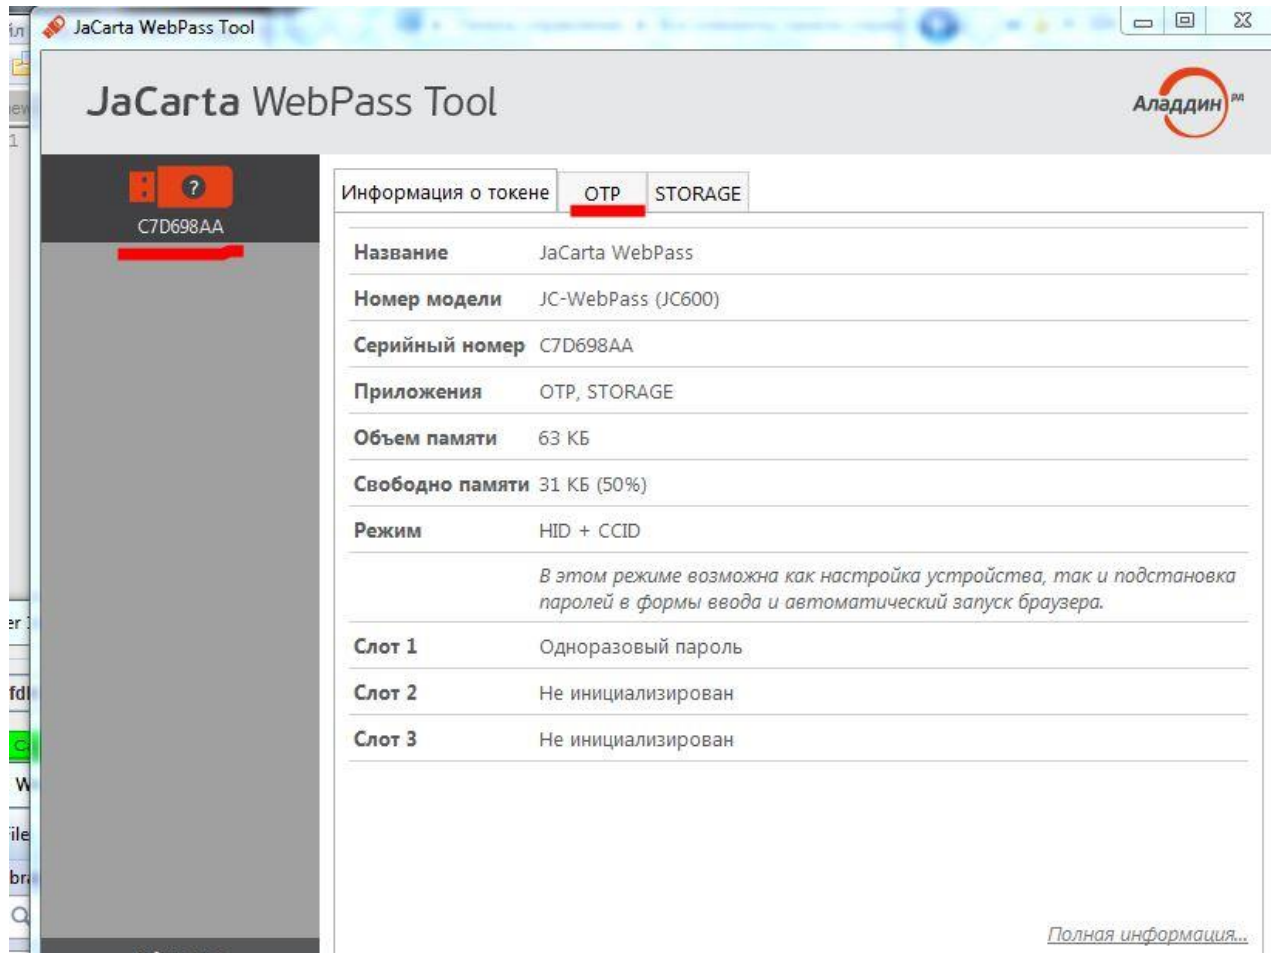 JaCarta WebPass Tool
JaCarta WebPass Tool
Аладдин РД
?
C7D698AA
Информация о токене OTP STORAGE
Название JaCarta WebPass
Номер модели JC-WebPass (JC600)
Серийный номер C7D698AA
Приложения OTP, STORAGE
Объем памяти 63 КБ
Свободно памяти 31 КБ (50%)
Режим HID + CCID
В этом режиме возможна как настройка устройства, так и подстановка
паролей в формы ввода и автоматический запуск браузера.
Слот 1 Одноразовый пароль
Слот 2 Не инициализирован
Слот 3 Не инициализирован
Полная информация...